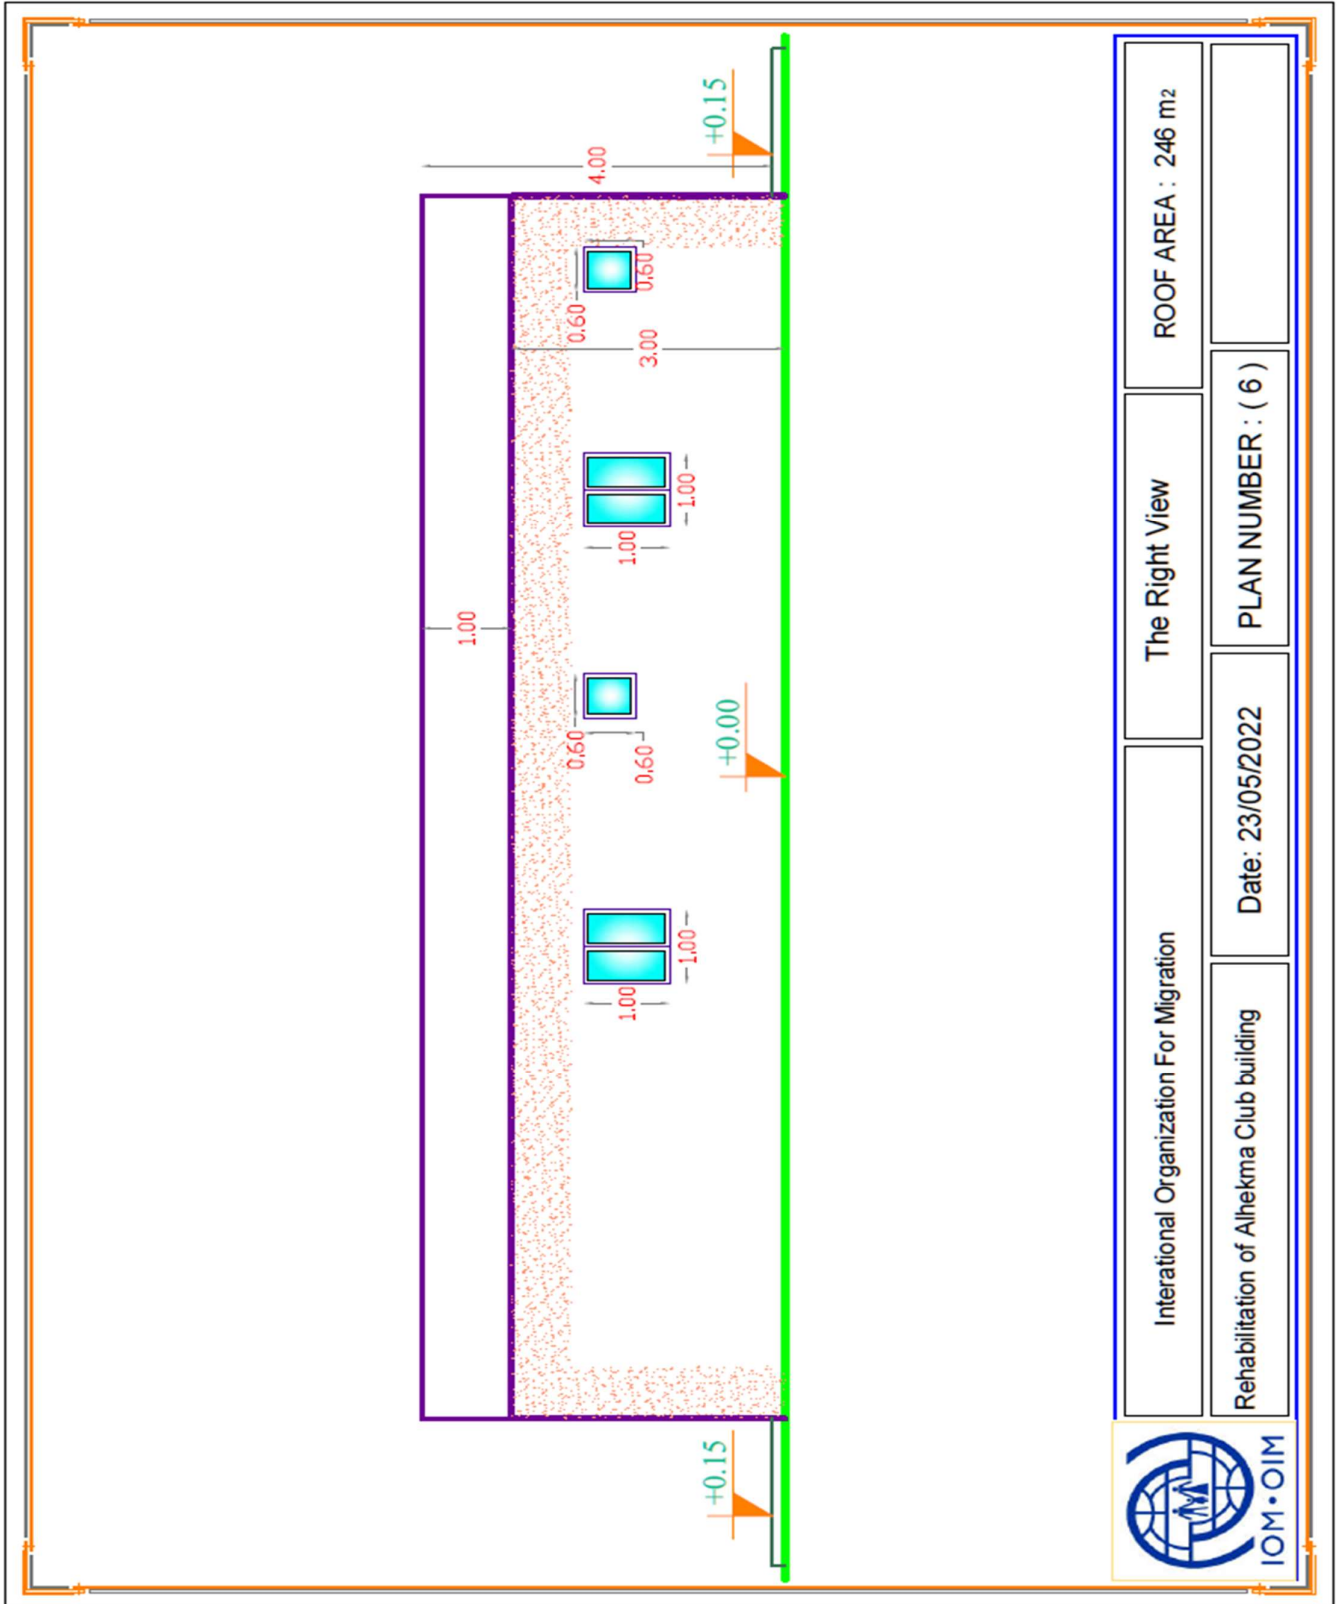 +0.15
4.00
0.60
0.60
3.00
1.00
1.00
1.00
0.60
0.60
+0.00
1.00
1.00
+0.15
Interational Organization For Migration
The Right View
ROOF AREA : 246 m2
Rehabilitation of Alhekma Club building
Date: 23/05/2022
PLAN NUMBER : ( 6 )
IOM•OIM